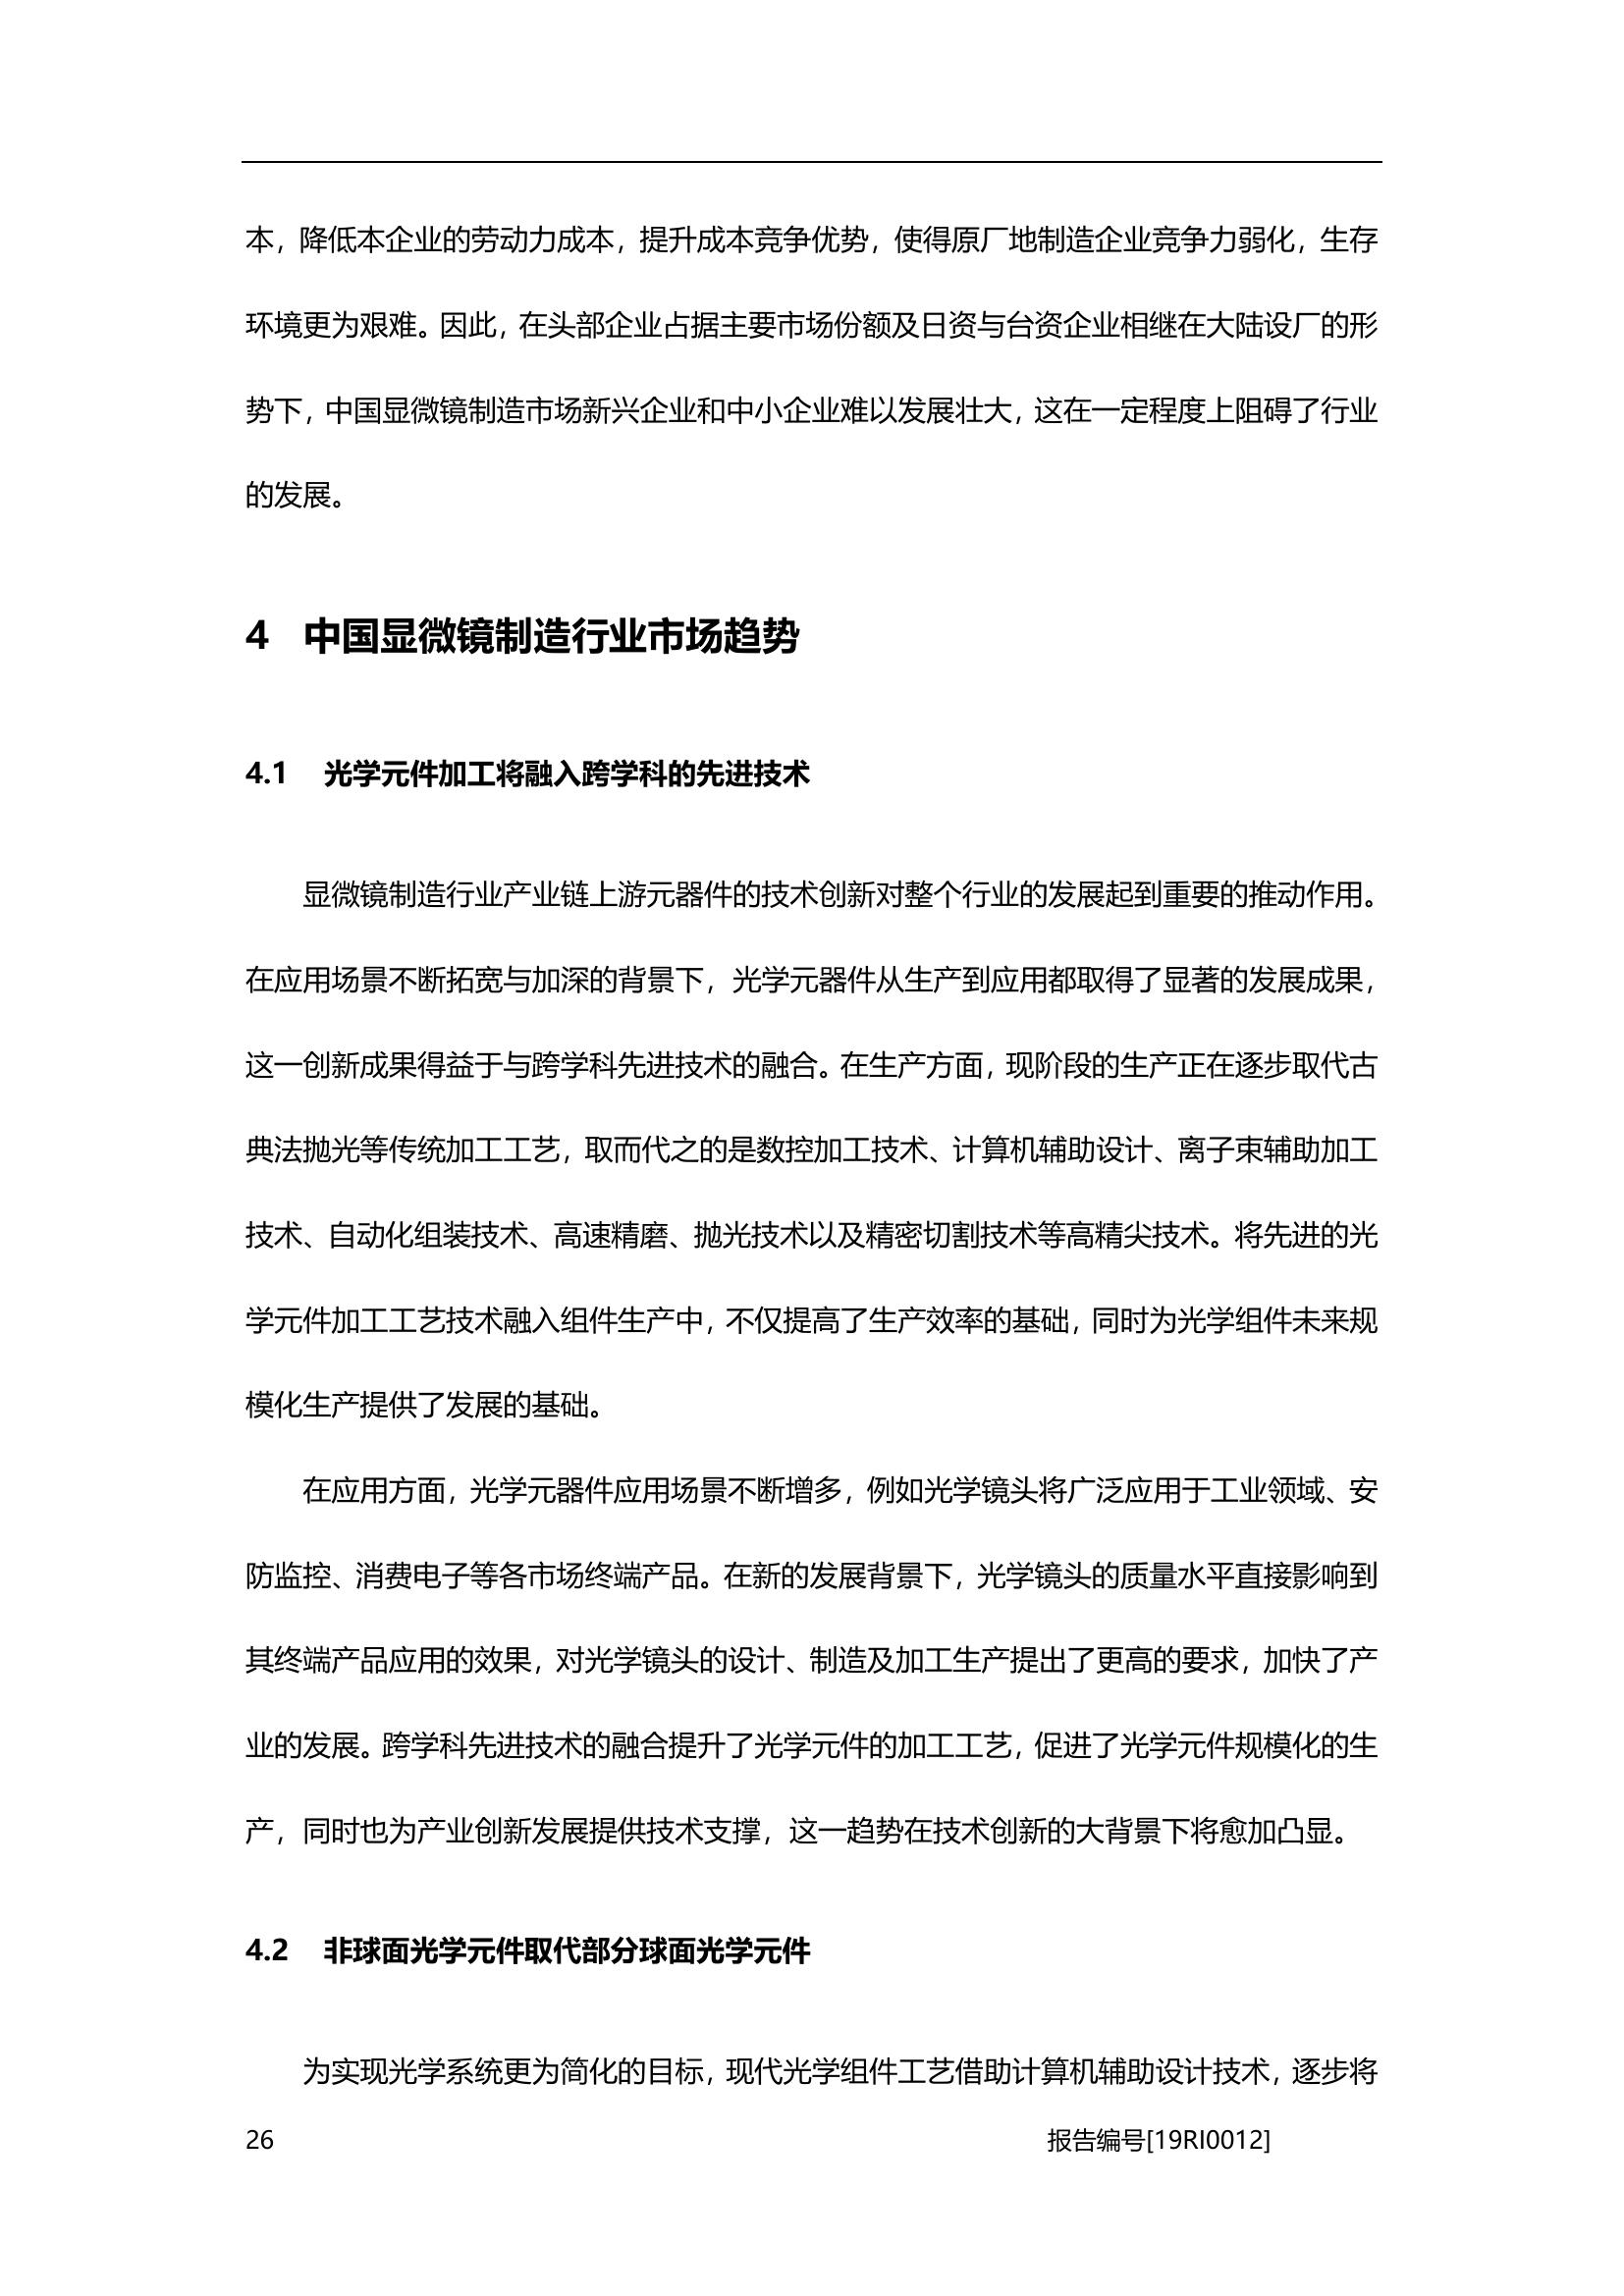 本，降低本企业的劳动力成本，提升成本竞争优势，使得原厂地制造企业竞争力弱化，生存
环境更为艰难。因此，在头部企业占据主要市场份额及日资与台资企业相继在大陆设厂的形
势下，中国显微镜制造市场新兴企业和中小企业难以发展壮大，这在一定程度上阻碍了行业
的发展。
4 中国显微镜制造行业市场趋势
4.1 光学元件加工将融入跨学科的先进技术
显微镜制造行业产业链上游元器件的技术创新对整个行业的发展起到重要的推动作用。
在应用场景不断拓宽与加深的背景下，光学元器件从生产到应用都取得了显著的发展成果，
这一创新成果得益于与跨学科先进技术的融合。在生产方面，现阶段的生产正在逐步取代古
典法抛光等传统加工工艺，取而代之的是数控加工技术、计算机辅助设计、离子束辅助加工
技术、自动化组装技术、高速精磨、抛光技术以及精密切割技术等高精尖技术。将先进的光
学元件加工工艺技术融入组件生产中，不仅提高了生产效率的基础，同时为光学组件未来规
模化生产提供了发展的基础。
在应用方面，光学元器件应用场景不断增多，例如光学镜头将广泛应用于工业领域、安
防监控、消费电子等各市场终端产品。在新的发展背景下，光学镜头的质量水平直接影响到
其终端产品应用的效果，对光学镜头的设计、制造及加工生产提出了更高的要求，加快了产
业的发展。跨学科先进技术的融合提升了光学元件的加工工艺，促进了光学元件规模化的生
产，同时也为产业创新发展提供技术支撑，这一趋势在技术创新的大背景下将愈加凸显。
4.2 非球面光学元件取代部分球面光学元件
为实现光学系统更为简化的目标，现代光学组件工艺借助计算机辅助设计技术，逐步将
26 报告编号[19RI0012]